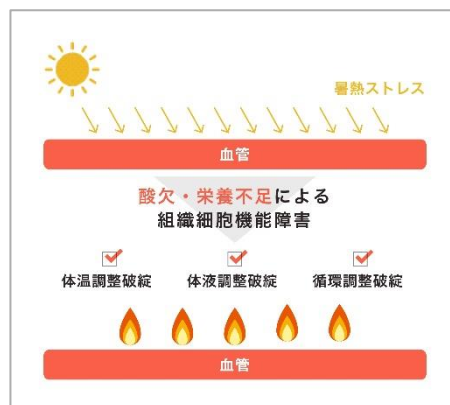 暑熱ストレス
血管
酸欠・栄養不足による
組織細胞機能障害
体温調整破綻
体液調整破綻
循環調整破綻
血管